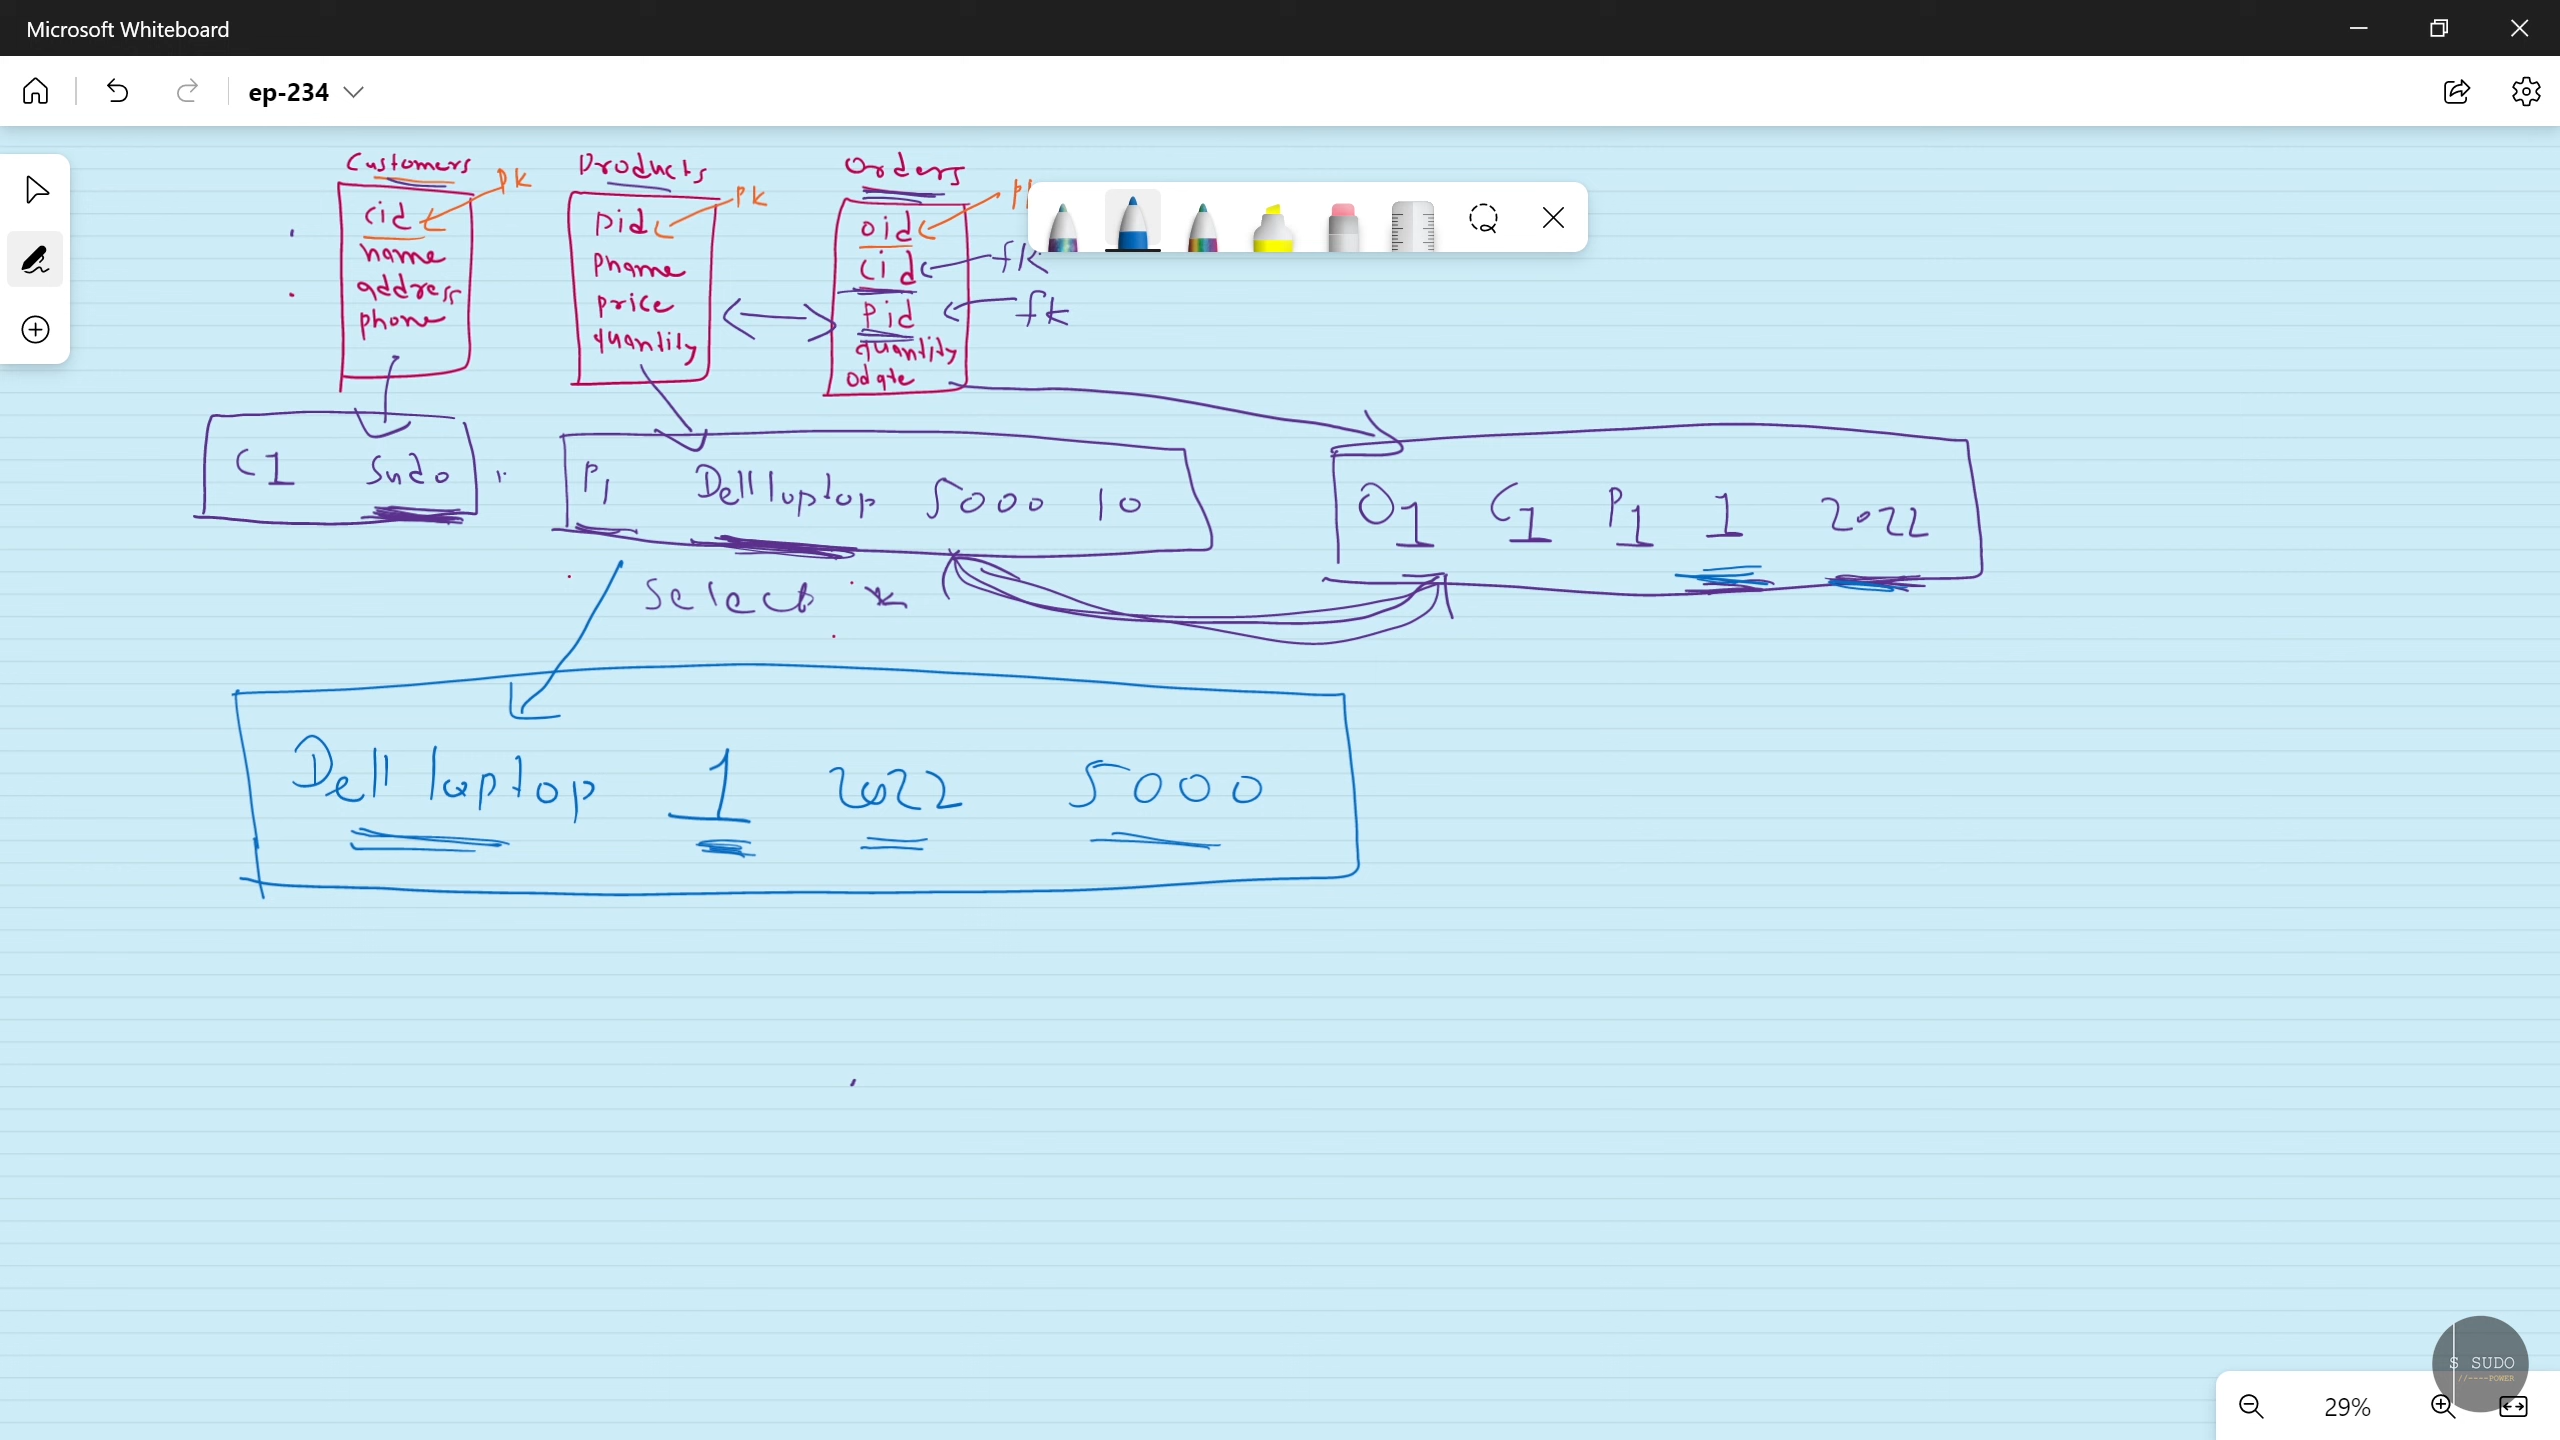 Microsoft Whiteboard
ep-234
Customers
pk
cid
name
address
phone
Products
pk
pid
pname
price
quantity
Orders
oid
cid
fk
pid
fk
quantity
odate
C1 Sudo
P1 Dell laptop 5000 10
O1 C1 P1 1 2022
Select *
Dell laptop 1 2022 5000
S SUDO
//----POWER
29%